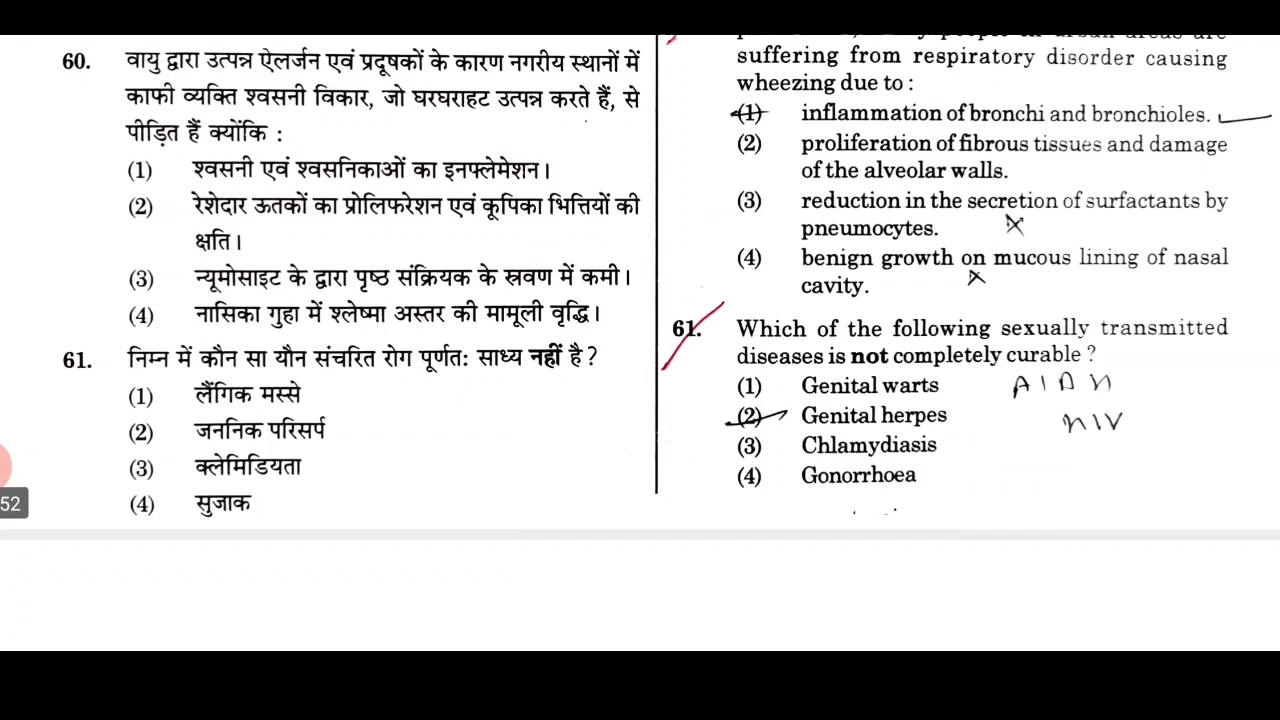 60. वायु द्वारा उत्पन्न ऐलर्जन एवं प्रदूषकों के कारण नगरीय स्थानों में
काफी व्यक्ति श्वसनी विकार, जो घरघराहट उत्पन्न करते हैं, से
पीड़ित हैं क्योंकि :
(1) श्वसनी एवं श्वसनिकाओं का इनफ्लेमेशन।
(2) रेशेदार ऊतकों का प्रोलिफरेशन एवं कूपिका भित्तियों की
क्षति।
(3) न्यूमोसाइट के द्वारा पृष्ठ संक्रियक के स्रवण में कमी।
(4) नासिका गुहा में श्लेष्मा अस्तर की मामूली वृद्धि।
61. निम्न में कौन सा यौन संचरित रोग पूर्णत: साध्य नहीं है ?
(1) लैंगिक मस्से
(2) जननिक परिसर्प
(3) क्लेमिडियता
(4) सुजाक
52
in urban areas are
suffering from respiratory disorder causing
wheezing due to :
(1) inflammation of bronchi and bronchioles.
(2) proliferation of fibrous tissues and damage
of the alveolar walls.
(3) reduction in the secretion of surfactants by
pneumocytes.
(4) benign growth on mucous lining of nasal
cavity.
61. Which of the following sexually transmitted
diseases is not completely curable ?
(1) Genital warts
(2) Genital herpes
(3) Chlamydiasis
(4) Gonorrhoea